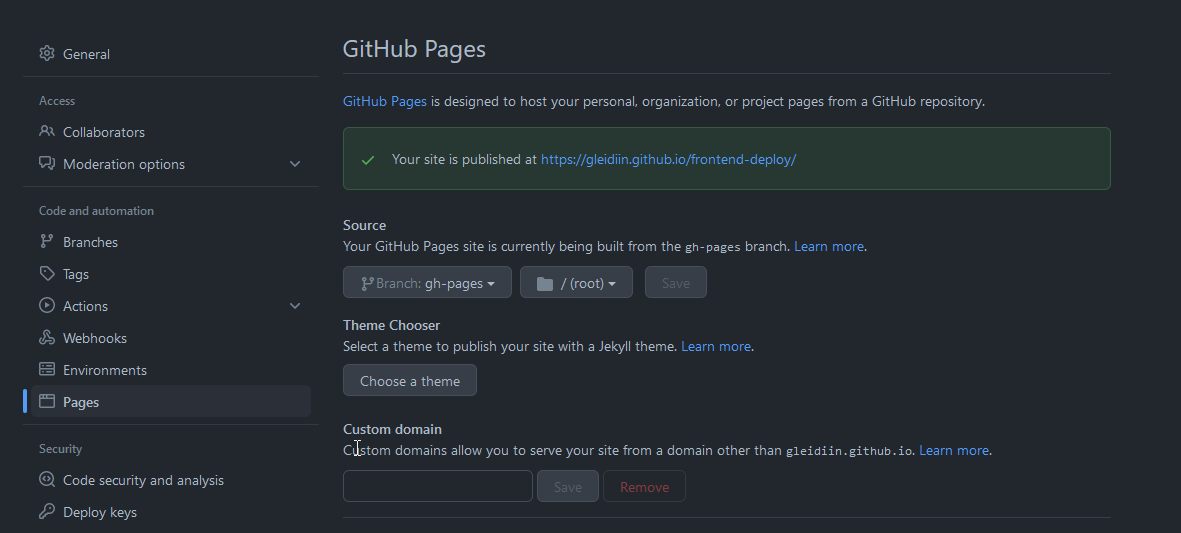 General
Access
Collaborators
Moderation options
Code and automation
Branches
Tags
Actions
Webhooks
Environments
Pages
Security
Code security and analysis
Deploy keys
GitHub Pages
GitHub Pages is designed to host your personal, organization, or project pages from a GitHub repository.
Your site is published at https://gleidiin.github.io/frontend-deploy/
Source
Your GitHub Pages site is currently being built from the gh-pages branch. Learn more.
Branch: gh-pages / (root) Save
Theme Chooser
Select a theme to publish your site with a Jekyll theme. Learn more.
Choose a theme
Custom domain
Custom domains allow you to serve your site from a domain other than gleidiin.github.io. Learn more.
Save Remove